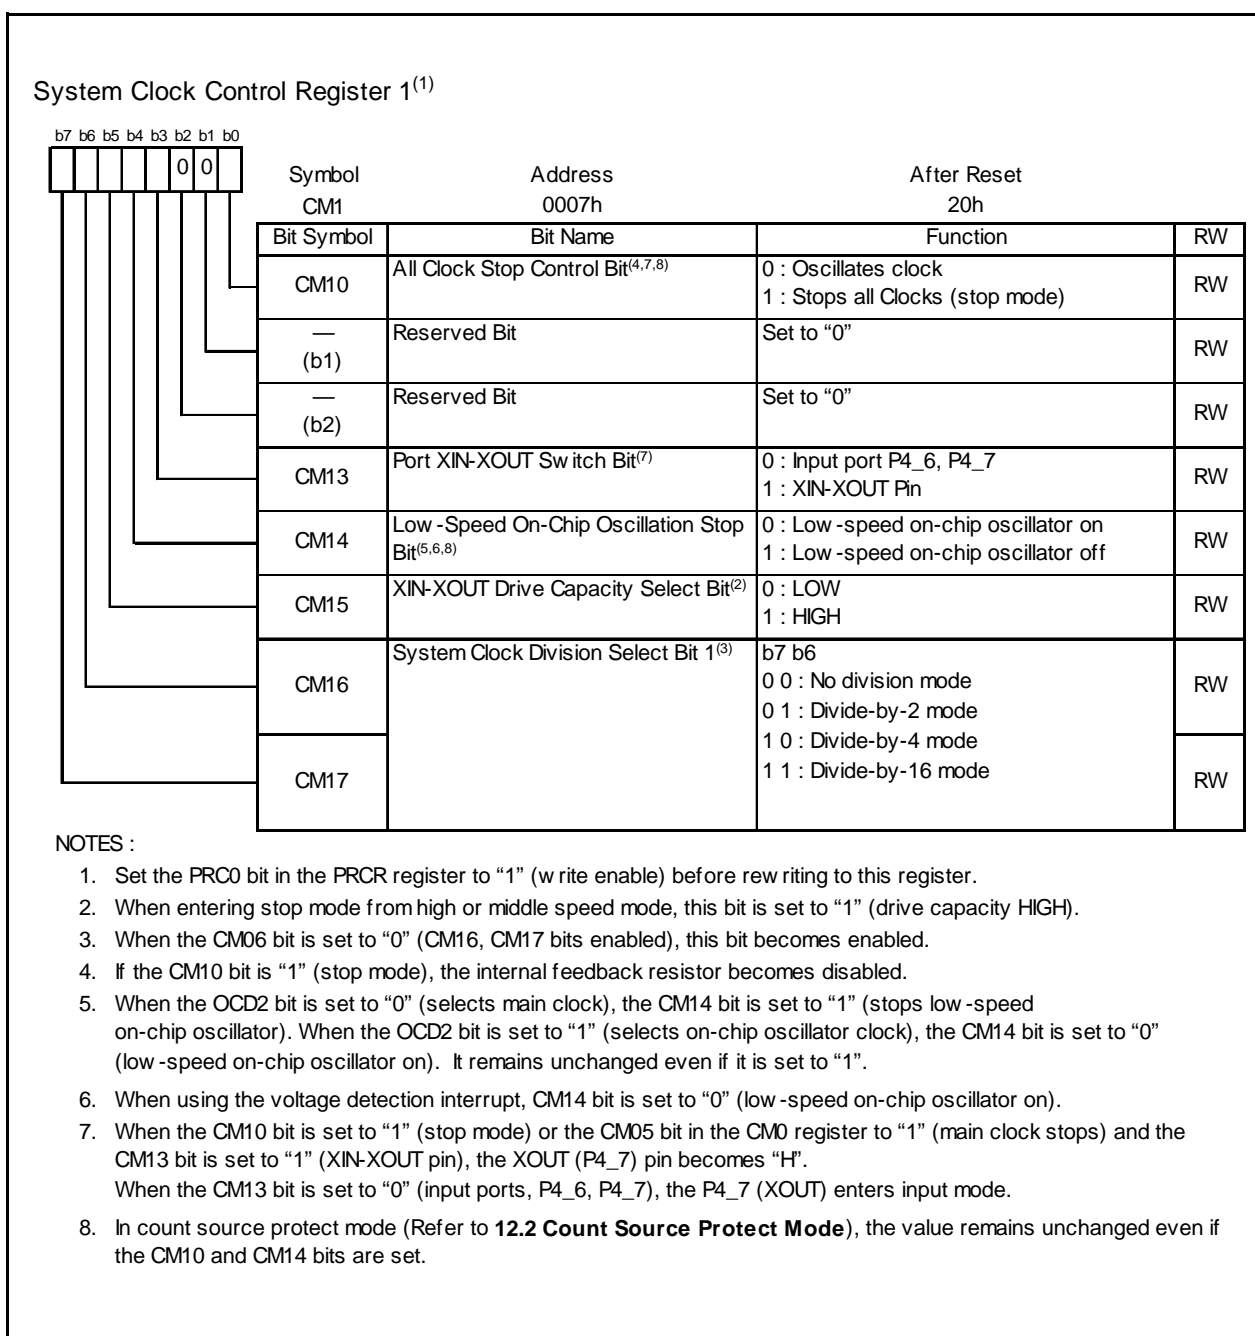 System Clock Control Register 1(1)
b7 b6 b5 b4 b3 b2 b1 b0
0 0
Symbol Address After Reset
CM1 0007h 20h
Bit Symbol Bit Name Function RW
CM10 All Clock Stop Control Bit(4,7,8) 0 : Oscillates clock RW
1 : Stops all Clocks (stop mode)
— Reserved Bit Set to “0” RW
(b1)
— Reserved Bit Set to “0” RW
(b2)
CM13 Port XIN-XOUT Switch Bit(7) 0 : Input port P4_6, P4_7 RW
1 : XIN-XOUT Pin
CM14 Low-Speed On-Chip Oscillation Stop 0 : Low-speed on-chip oscillator on RW
Bit(5,6,8) 1 : Low-speed on-chip oscillator off
CM15 XIN-XOUT Drive Capacity Select Bit(2) 0 : LOW RW
1 : HIGH
CM16 System Clock Division Select Bit 1(3) b7 b6 RW
0 0 : No division mode
0 1 : Divide-by-2 mode
1 0 : Divide-by-4 mode
CM17 1 1 : Divide-by-16 mode RW
NOTES :
1. Set the PRC0 bit in the PRCR register to “1” (write enable) before rewriting to this register.
2. When entering stop mode from high or middle speed mode, this bit is set to “1” (drive capacity HIGH).
3. When the CM06 bit is set to “0” (CM16, CM17 bits enabled), this bit becomes enabled.
4. If the CM10 bit is “1” (stop mode), the internal feedback resistor becomes disabled.
5. When the OCD2 bit is set to “0” (selects main clock), the CM14 bit is set to “1” (stops low-speed
on-chip oscillator). When the OCD2 bit is set to “1” (selects on-chip oscillator clock), the CM14 bit is set to “0”
(low-speed on-chip oscillator on). It remains unchanged even if it is set to “1”.
6. When using the voltage detection interrupt, CM14 bit is set to “0” (low-speed on-chip oscillator on).
7. When the CM10 bit is set to “1” (stop mode) or the CM05 bit in the CM0 register to “1” (main clock stops) and the
CM13 bit is set to “1” (XIN-XOUT pin), the XOUT (P4_7) pin becomes “H”.
When the CM13 bit is set to “0” (input ports, P4_6, P4_7), the P4_7 (XOUT) enters input mode.
8. In count source protect mode (Refer to 12.2 Count Source Protect Mode), the value remains unchanged even if
the CM10 and CM14 bits are set.